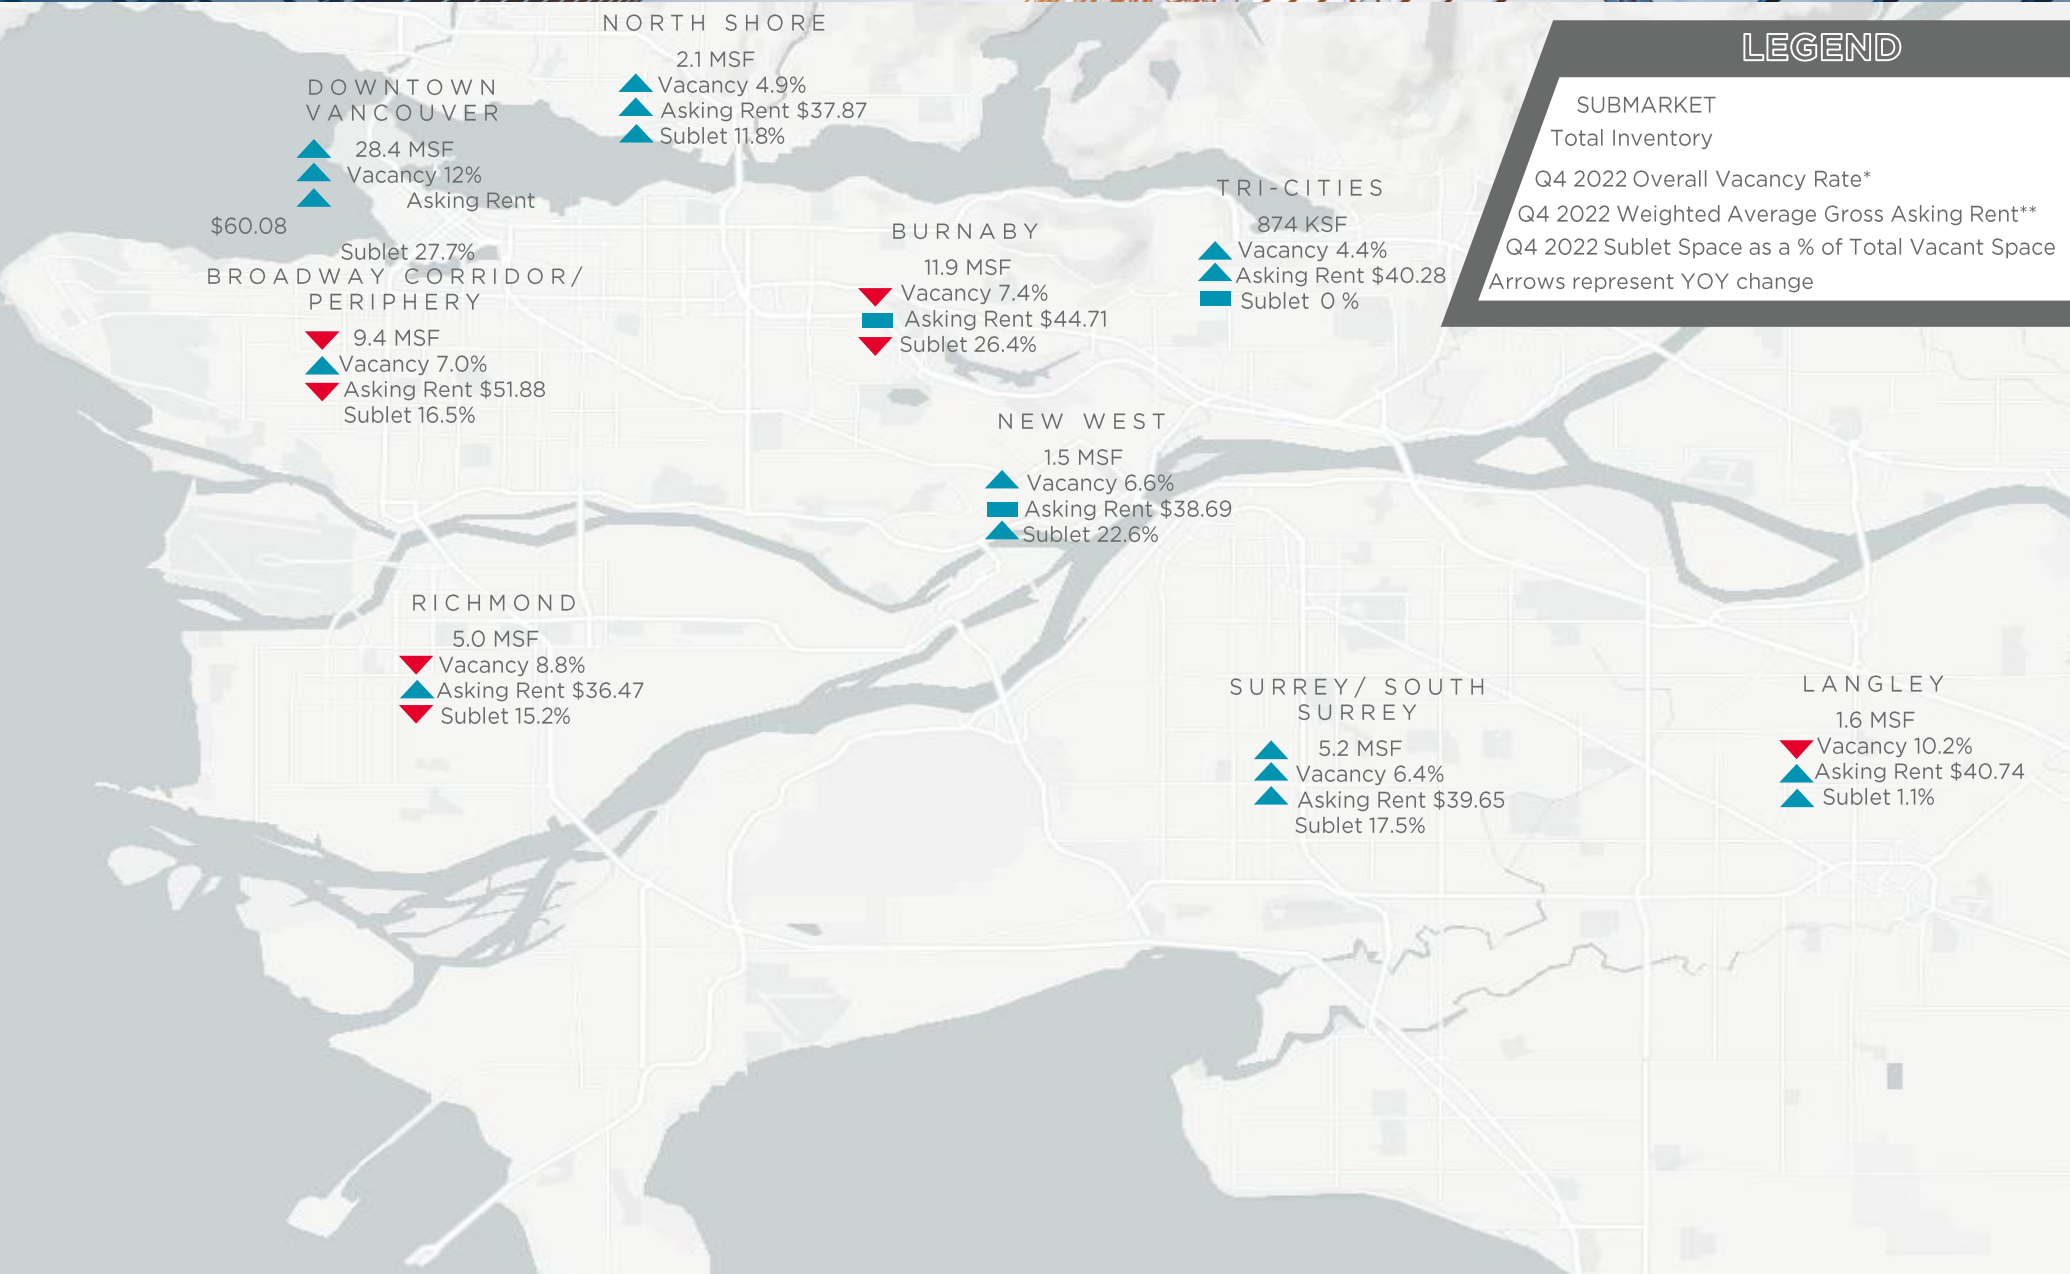 NORTH SHORE
2.1 MSF
Vacancy 4.9%
Asking Rent $37.87
Sublet 11.8%
DOWNTOWN
VANCOUVER
28.4 MSF
Vacancy 12%
Asking Rent
$60.08
Sublet 27.7%
BROADWAY CORRIDOR/
PERIPHERY
9.4 MSF
Vacancy 7.0%
Asking Rent $51.88
Sublet 16.5%
BURNABY
11.9 MSF
Vacancy 7.4%
Asking Rent $44.71
Sublet 26.4%
TRI-CITIES
874 KSF
Vacancy 4.4%
Asking Rent $40.28
Sublet 0 %
LEGEND
SUBMARKET
Total Inventory
Q4 2022 Overall Vacancy Rate*
Q4 2022 Weighted Average Gross Asking Rent**
Q4 2022 Sublet Space as a % of Total Vacant Space
Arrows represent YOY change
NEW WEST
1.5 MSF
Vacancy 6.6%
Asking Rent $38.69
Sublet 22.6%
RICHMOND
5.0 MSF
Vacancy 8.8%
Asking Rent $36.47
Sublet 15.2%
SURREY/ SOUTH
SURREY
5.2 MSF
Vacancy 6.4%
Asking Rent $39.65
Sublet 17.5%
LANGLEY
1.6 MSF
Vacancy 10.2%
Asking Rent $40.74
Sublet 1.1%